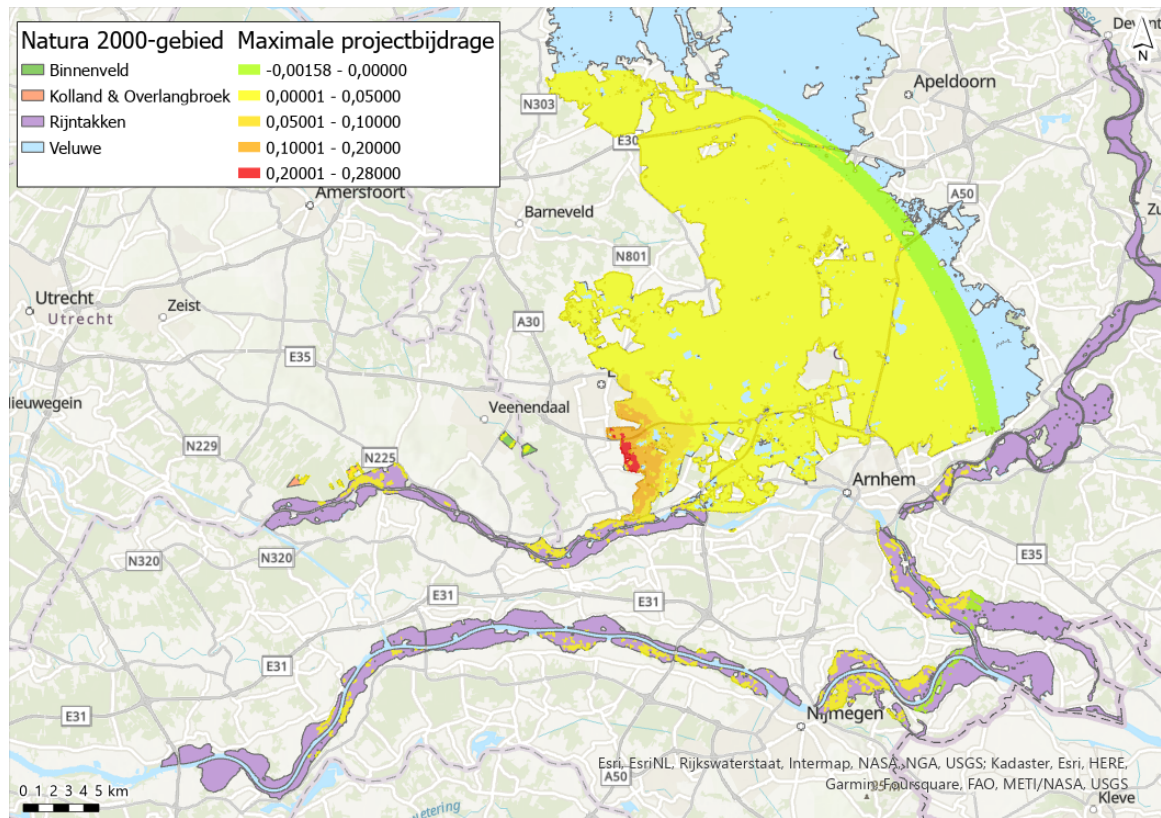 Natura 2000-gebied Maximale projectbijdrage
Binnenveld -0,00158 - 0,00000
Kolland & Overlangbroek 0,00001 - 0,05000
Rijntakken 0,05001 - 0,10000
Veluwe 0,10001 - 0,20000
0,20001 - 0,28000
N
N303
Apeldoorn
E30
Amersfoort
A50
Barneveld
N801
Utrecht
Zeist
Utrecht
A30
E35
Veenendaal
N229
N225
Arnhem
N320
N320
E35
E31
E31
E31
E31
Nijmegen
Esri, EsriNL, Rijkswaterstaat, Intermap, NASA, NGA, USGS; Kadaster, Esri, HERE,
Garmin, Foursquare, FAO, METI/NASA, USGS
A50
0 1 2 3 4 5 km
Kleve